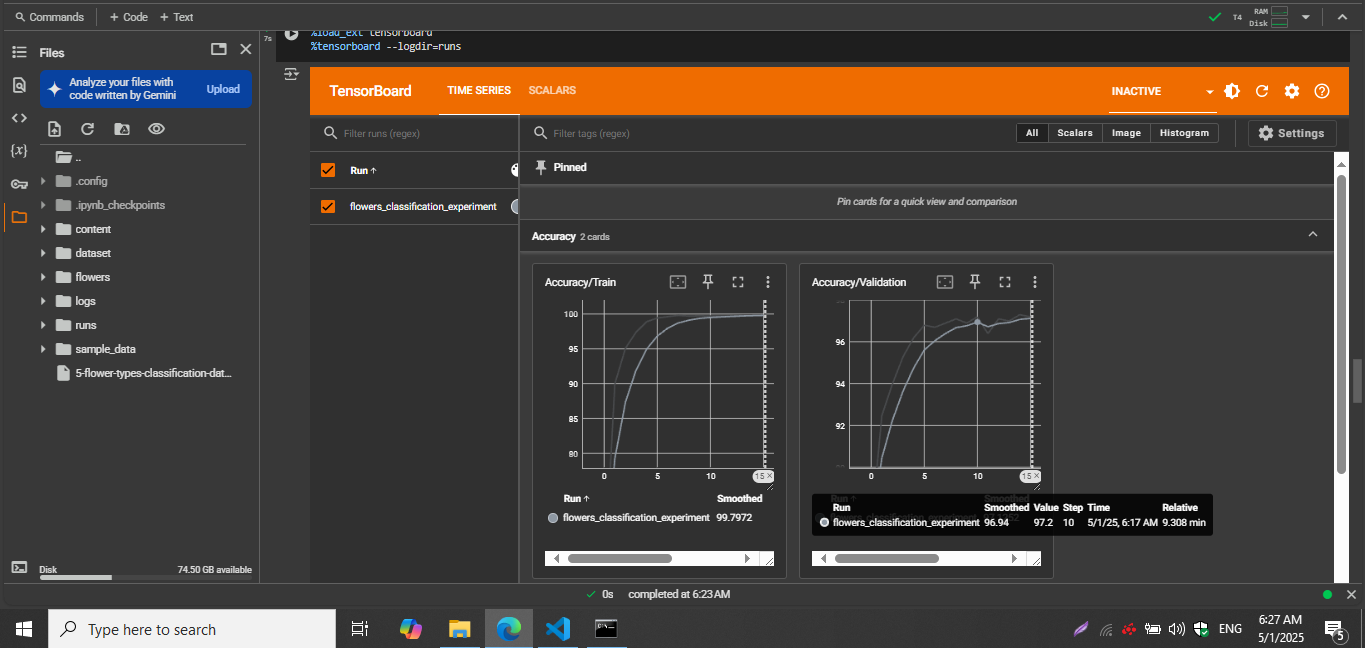 Commands + Code + Text T4 RAM Disk
Files
Analyze your files with
code written by Gemini
Upload
..
.config
.ipynb_checkpoints
content
dataset
flowers
logs
runs
sample_data
5-flower-types-classification-dat...
Disk 74.50 GB available
7s
%load_ext tensorboard
%tensorboard --logdir=runs
TensorBoard TIME SERIES SCALARS INACTIVE
Filter runs (regex)
Filter tags (regex)
All Scalars Image Histogram Settings
Run ↑
flowers_classification_experiment
Pinned
Pin cards for a quick view and comparison
Accuracy 2 cards
Accuracy/Train
100
95
90
85
80
0 5 10 15 ×
Run ↑ Smoothed
flowers_classification_experiment 99.7972
Accuracy/Validation
96
94
92
0 5 10 15 ×
Run Smoothed Value Step Time Relative
flowers_classification_experiment 96.94 97.2 10 5/1/25, 6:17 AM 9.308 min
0s completed at 6:23 AM
Type here to search
ENG
6:27 AM
5/1/2025
5